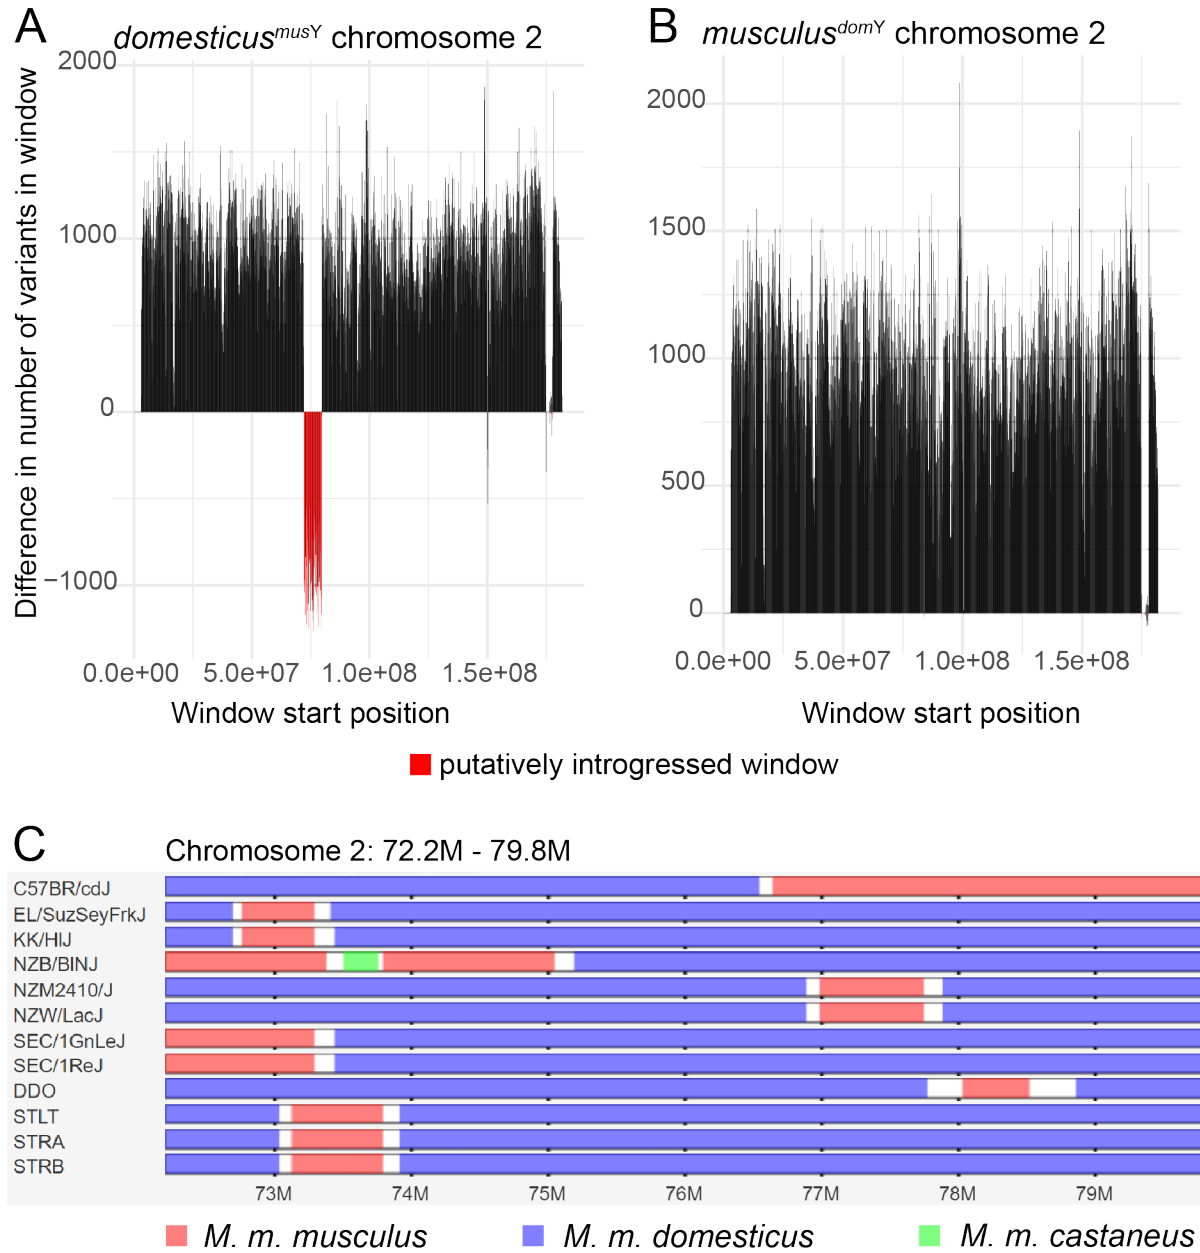 A
domesticus^musY chromosome 2
Difference in number of variants in window
2000
1000
0
−1000
0.0e+00 5.0e+07 1.0e+08 1.5e+08
Window start position
B
musculus^domY chromosome 2
2000
1500
1000
500
0
0.0e+00 5.0e+07 1.0e+08 1.5e+08
Window start position
putatively introgressed window
C
Chromosome 2: 72.2M - 79.8M
C57BR/cdJ
EL/SuzSeyFrkJ
KK/HlJ
NZB/BINJ
NZM2410/J
NZW/LacJ
SEC/1GnLeJ
SEC/1ReJ
DDO
STLT
STRA
STRB
73M 74M 75M 76M 77M 78M 79M
M. m. musculus M. m. domesticus M. m. castaneus